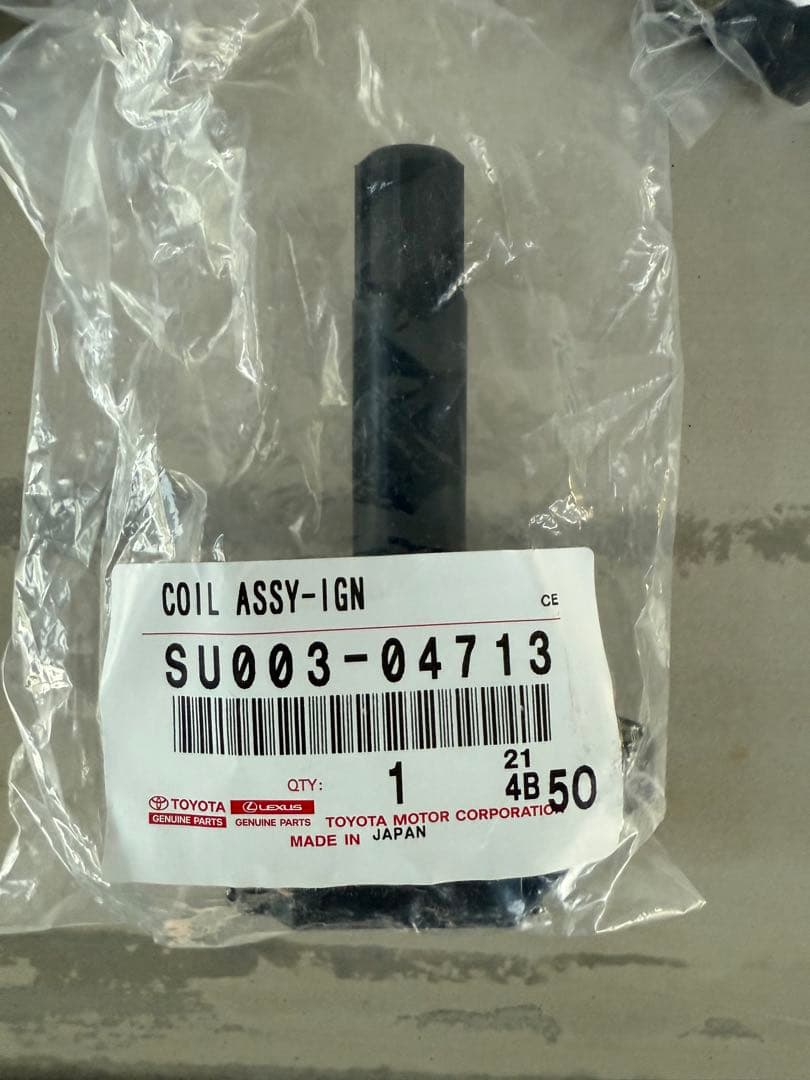 COIL ASSY-IGN
CE
SU003-04713
QTY: 1 21
4B 50
TOYOTA LEXUS
GENUINE PARTS GENUINE PARTS TOYOTA MOTOR CORPORATION
MADE IN JAPAN